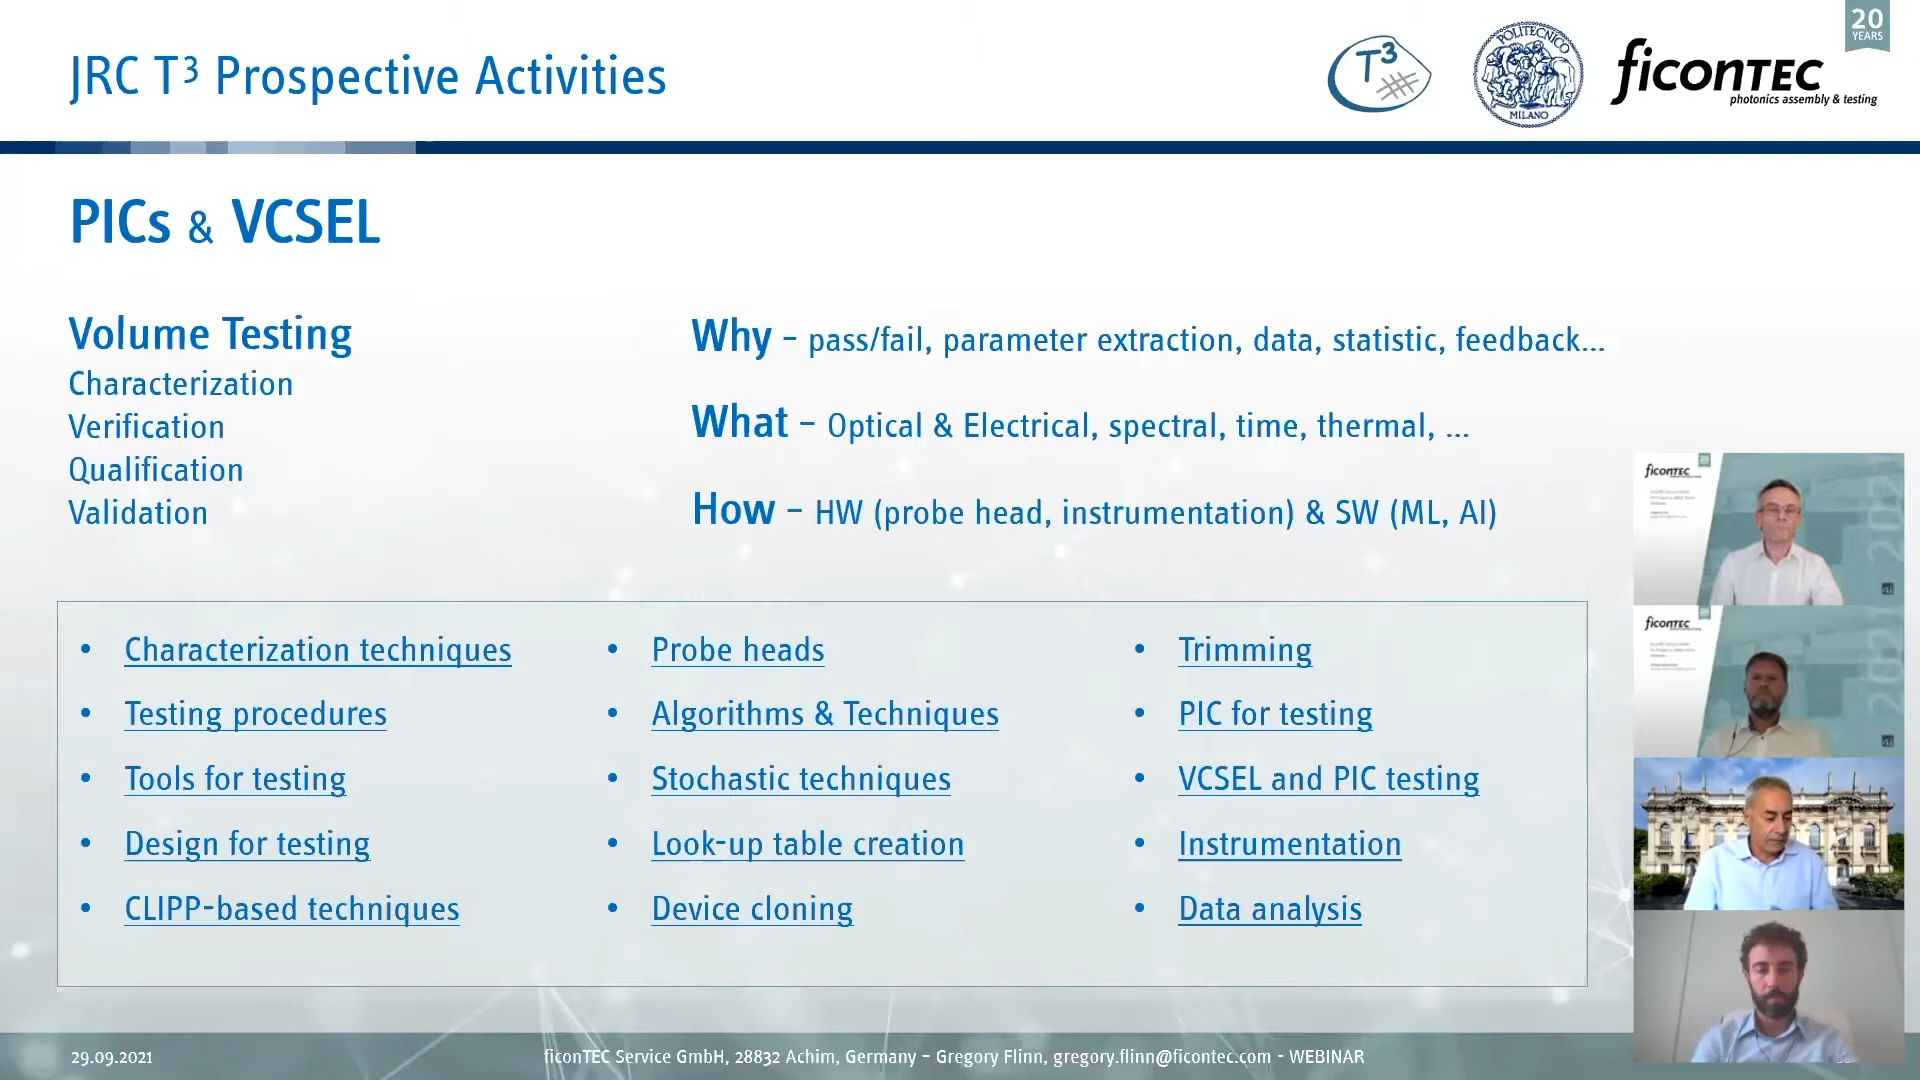 JRC T³ Prospective Activities
T³
POLITECNICO
MILANO
ficonTEC
photonics assembly & testing
20
YEARS
PICs & VCSEL
Volume Testing
Characterization
Verification
Qualification
Validation
Why – pass/fail, parameter extraction, data, statistic, feedback...
What – Optical & Electrical, spectral, time, thermal, ...
How – HW (probe head, instrumentation) & SW (ML, AI)
• Characterization techniques
• Testing procedures
• Tools for testing
• Design for testing
• CLIPP-based techniques
• Probe heads
• Algorithms & Techniques
• Stochastic techniques
• Look-up table creation
• Device cloning
• Trimming
• PIC for testing
• VCSEL and PIC testing
• Instrumentation
• Data analysis
ficonTEC
ficonTEC
29.09.2021
ficonTEC Service GmbH, 28832 Achim, Germany – Gregory Flinn, gregory.flinn@ficontec.com - WEBINAR